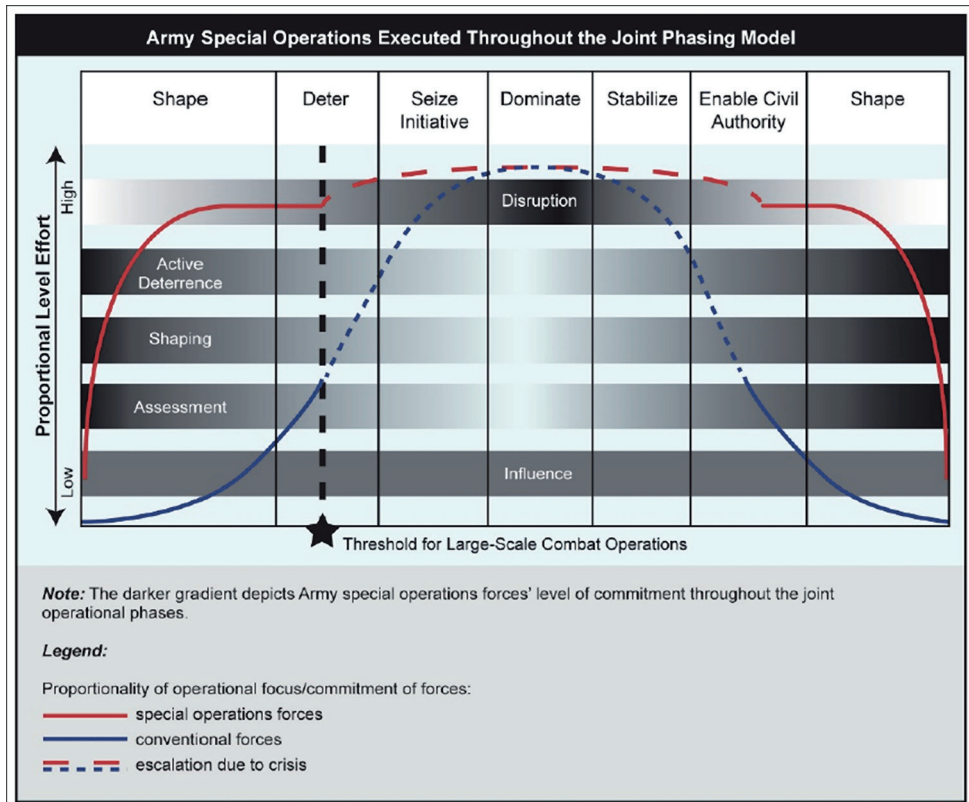 Army Special Operations Executed Throughout the Joint Phasing Model
Shape
Deter
Seize
Initiative
Dominate
Stabilize
Enable Civil
Authority
Shape
Proportional Level Effort
High
Low
Disruption
Active
Deterrence
Shaping
Assessment
Influence
Threshold for Large-Scale Combat Operations
Note: The darker gradient depicts Army special operations forces' level of commitment throughout the joint
operational phases.
Legend:
Proportionality of operational focus/commitment of forces:
special operations forces
conventional forces
escalation due to crisis